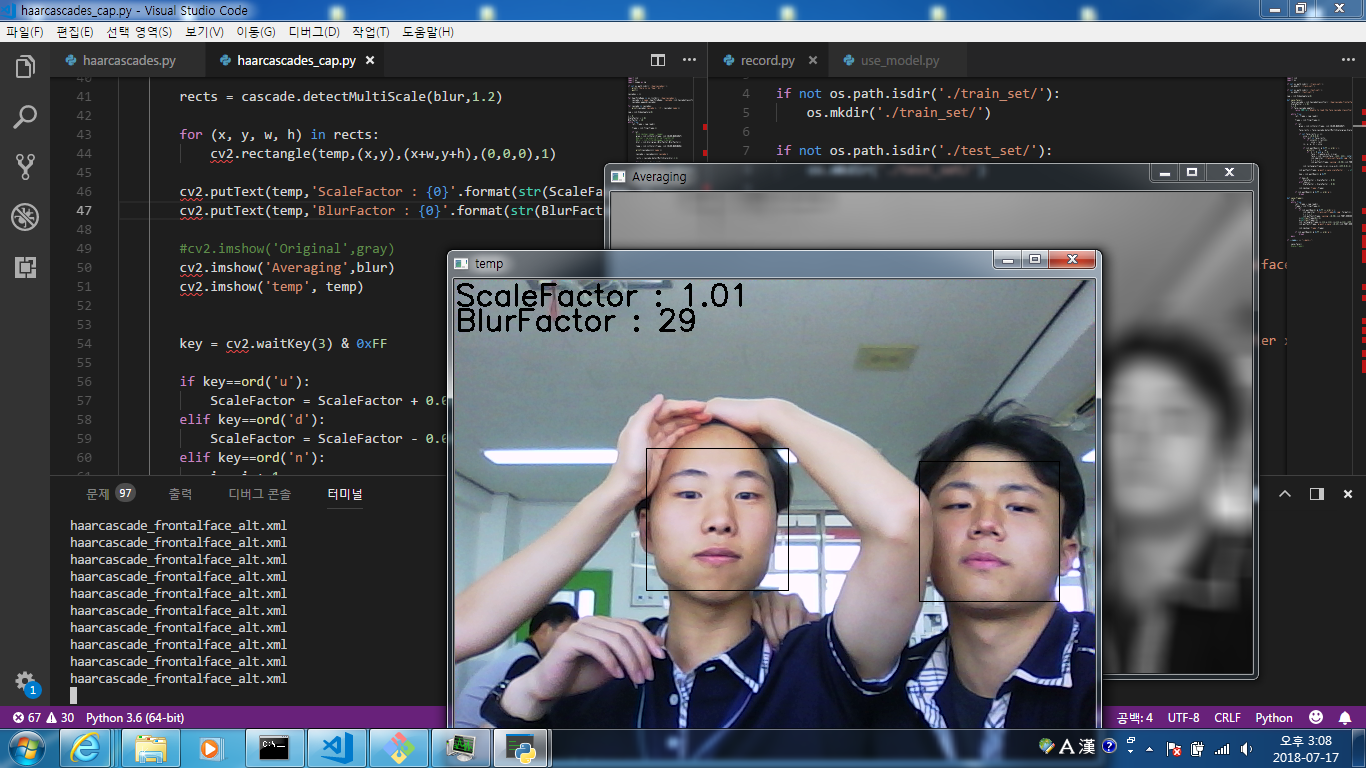 haarcascades_cap.py - Visual Studio Code
파일(F) 편집(E) 선택 영역(S) 보기(V) 이동(G) 디버그(D) 작업(T) 도움말(H)
haarcascades.py
haarcascades_cap.py
record.py
use_model.py
41 rects = cascade.detectMultiScale(blur,1.2)
42
43 for (x, y, w, h) in rects:
44 cv2.rectangle(temp,(x,y),(x+w,y+h),(0,0,0),1)
45
46 cv2.putText(temp,'ScaleFactor : {0}'.format(str(ScaleFa
47 cv2.putText(temp,'BlurFactor : {0}'.format(str(BlurFact
48
49 #cv2.imshow('Original',gray)
50 cv2.imshow('Averaging',blur)
51 cv2.imshow('temp', temp)
52
53
54 key = cv2.waitKey(3) & 0xFF
55
56 if key==ord('u'):
57 ScaleFactor = ScaleFactor + 0.0
58 elif key==ord('d'):
59 ScaleFactor = ScaleFactor - 0.0
60 elif key==ord('n'):
4 if not os.path.isdir('./train_set/'):
5 os.mkdir('./train_set/')
6
7 if not os.path.isdir('./test_set/'):
Averaging
face
er x
temp
ScaleFactor : 1.01
BlurFactor : 29
문제 97 출력 디버그 콘솔 터미널
haarcascade_frontalface_alt.xml
haarcascade_frontalface_alt.xml
haarcascade_frontalface_alt.xml
haarcascade_frontalface_alt.xml
haarcascade_frontalface_alt.xml
haarcascade_frontalface_alt.xml
haarcascade_frontalface_alt.xml
haarcascade_frontalface_alt.xml
haarcascade_frontalface_alt.xml
haarcascade_frontalface_alt.xml
1
67 30 Python 3.6 (64-bit)
공백: 4 UTF-8 CRLF Python
A 漢
오후 3:08
2018-07-17